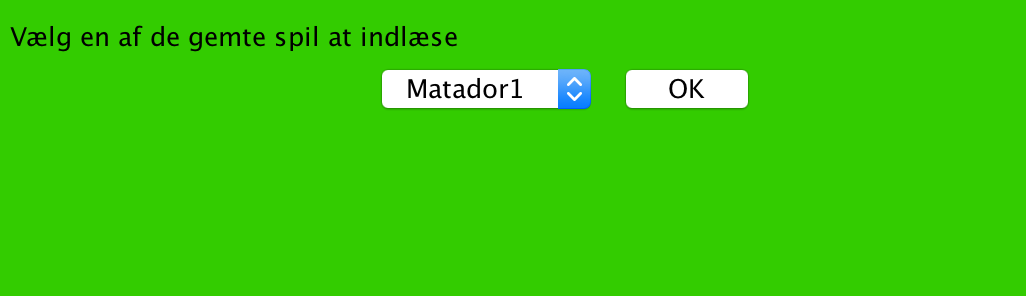 Vælg en af de gemte spil at indlæse
Matador1 OK